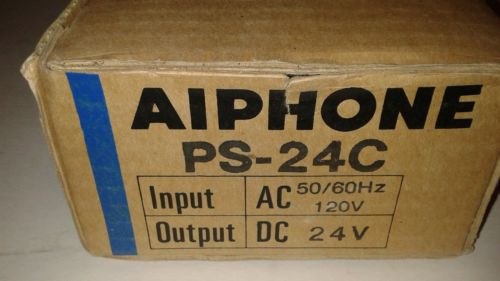 AIPHONE
PS-24C
Input AC 50/60Hz 120V
Output DC 24V